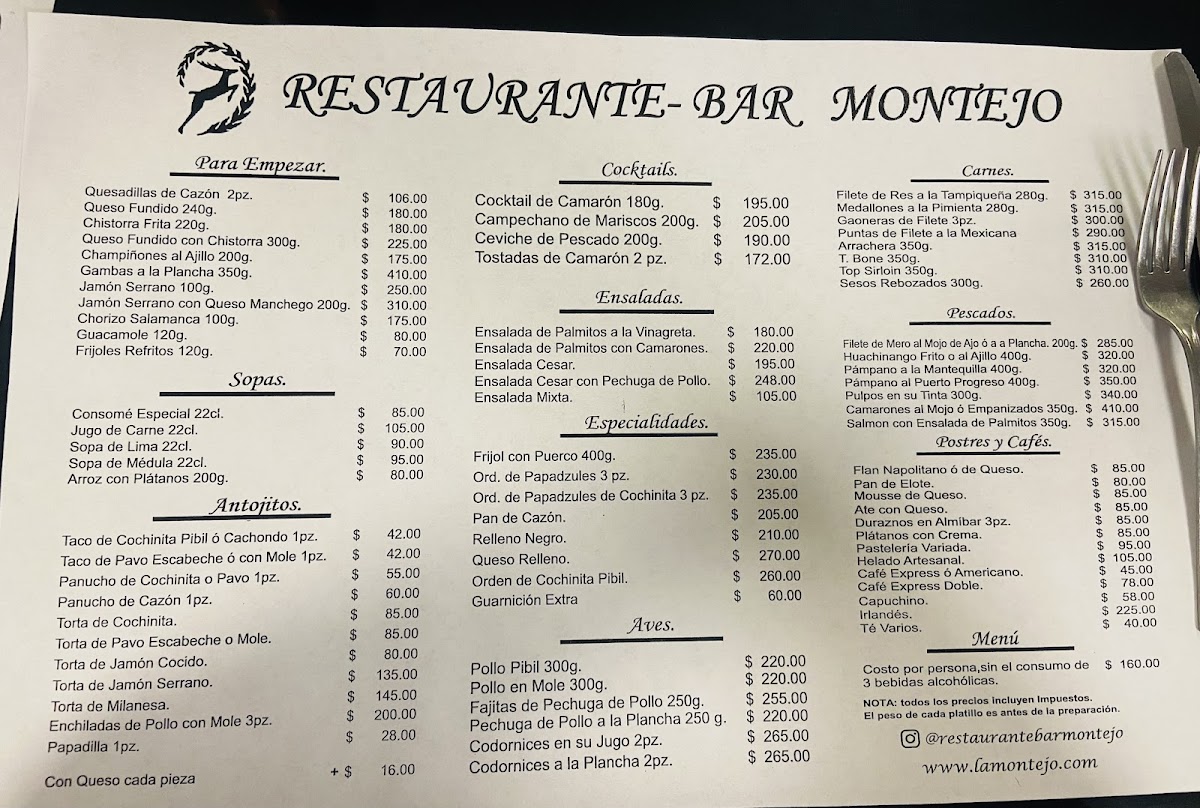 RESTAURANTE-BAR MONTEJO
Para Empezar.
Quesadillas de Cazón 2pz. $ 106.00
Queso Fundido 240g. $ 180.00
Chistorra Frita 220g. $ 180.00
Queso Fundido con Chistorra 300g. $ 225.00
Champiñones al Ajillo 200g. $ 175.00
Gambas a la Plancha 350g. $ 410.00
Jamón Serrano 100g. $ 250.00
Jamón Serrano con Queso Manchego 200g. $ 310.00
Chorizo Salamanca 100g. $ 175.00
Guacamole 120g. $ 80.00
Frijoles Refritos 120g. $ 70.00
Sopas.
Consomé Especial 22cl. $ 85.00
Jugo de Carne 22cl. $ 105.00
Sopa de Lima 22cl. $ 90.00
Sopa de Médula 22cl. $ 95.00
Arroz con Plátanos 200g. $ 80.00
Antojitos.
Taco de Cochinita Pibil ó Cachondo 1pz. $ 42.00
Taco de Pavo Escabeche ó con Mole 1pz. $ 42.00
Panucho de Cochinita o Pavo 1pz. $ 55.00
Panucho de Cazón 1pz. $ 60.00
Torta de Cochinita. $ 85.00
Torta de Pavo Escabeche o Mole. $ 85.00
Torta de Jamón Cocido. $ 80.00
Torta de Jamón Serrano. $ 135.00
Torta de Milanesa. $ 145.00
Enchiladas de Pollo con Mole 3pz. $ 200.00
Papadilla 1pz. $ 28.00
Con Queso cada pieza + $ 16.00
Cocktails.
Cocktail de Camarón 180g. $ 195.00
Campechano de Mariscos 200g. $ 205.00
Ceviche de Pescado 200g. $ 190.00
Tostadas de Camarón 2 pz. $ 172.00
Ensaladas.
Ensalada de Palmitos a la Vinagreta. $ 180.00
Ensalada de Palmitos con Camarones. $ 220.00
Ensalada Cesar. $ 195.00
Ensalada Cesar con Pechuga de Pollo. $ 248.00
Ensalada Mixta. $ 105.00
Especialidades.
Frijol con Puerco 400g. $ 235.00
Ord. de Papadzules 3 pz. $ 230.00
Ord. de Papadzules de Cochinita 3 pz. $ 235.00
Pan de Cazón. $ 205.00
Relleno Negro. $ 210.00
Queso Relleno. $ 270.00
Orden de Cochinita Pibil. $ 260.00
Guarnición Extra $ 60.00
Aves.
Pollo Pibil 300g. $ 220.00
Pollo en Mole 300g. $ 220.00
Fajitas de Pechuga de Pollo 250g. $ 255.00
Pechuga de Pollo a la Plancha 250 g. $ 220.00
Codornices en su Jugo 2pz. $ 265.00
Codornices a la Plancha 2pz. $ 265.00
Carnes.
Filete de Res a la Tampiqueña 280g. $ 315.00
Medallones a la Pimienta 280g. $ 315.00
Gaoneras de Filete 3pz. $ 300.00
Puntas de Filete a la Mexicana $ 290.00
Arrachera 350g. $ 315.00
T. Bone 350g. $ 310.00
Top Sirloin 350g. $ 310.00
Sesos Rebozados 300g. $ 260.00
Pescados.
Filete de Mero al Mojo de Ajo ó a a Plancha. 200g. $ 285.00
Huachinango Frito o al Ajillo 400g. $ 320.00
Pámpano a la Mantequilla 400g. $ 320.00
Pámpano al Puerto Progreso 400g. $ 350.00
Pulpos en su Tinta 300g. $ 340.00
Camarones al Mojo ó Empanizados 350g. $ 410.00
Salmon con Ensalada de Palmitos 350g. $ 315.00
Postres y Cafés.
Flan Napolitano ó de Queso. $ 85.00
Pan de Elote. $ 80.00
Mousse de Queso. $ 85.00
Ate con Queso. $ 85.00
Duraznos en Almíbar 3pz. $ 85.00
Plátanos con Crema. $ 85.00
Pastelería Variada. $ 95.00
Helado Artesanal. $ 105.00
Café Express ó Americano. $ 45.00
Café Express Doble. $ 78.00
Capuchino. $ 58.00
Irlandés. $ 225.00
Té Varios. $ 40.00
Menú
Costo por persona,sin el consumo de $ 160.00
3 bebidas alcohólicas.
NOTA: todos los precios incluyen Impuestos.
El peso de cada platillo es antes de la preparación.
@restaurantebarmontejo
www.lamontejo.com